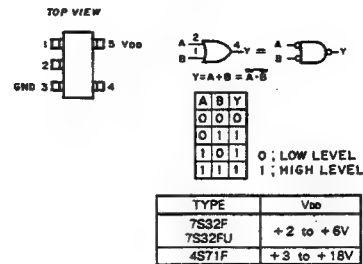 TOP VIEW
1 5 VDD
2
GND 3 4
A 2 4 Y = A Y
B 1 B
Y=A+B=A̅·B̅
A B Y
0 0 0
0 1 1
1 0 1
1 1 1
0 ; LOW LEVEL
1 ; HIGH LEVEL
TYPE VDD
7S32F
7S32FU
+2 to +6V
4S71F +3 to +18V